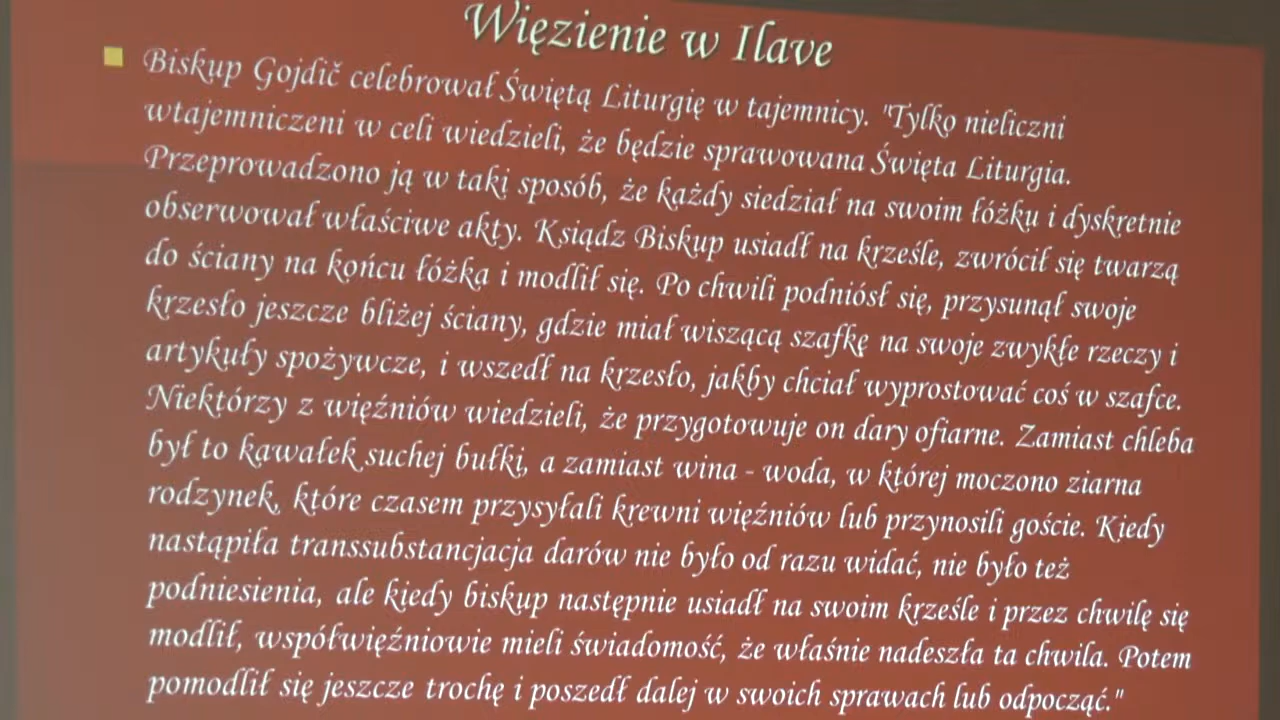 Więzienie w Ilave
Biskup Gojdič celebrował Świętą Liturgię w tajemnicy. "Tylko nieliczni
wtajemniczeni w celi wiedzieli, że będzie sprawowana Święta Liturgia.
Przeprowadzono ją w taki sposób, że każdy siedział na swoim łóżku i dyskretnie
obserwował właściwe akty. Ksiądz Biskup usiadł na krześle, zwrócił się twarzą
do ściany na końcu łóżka i modlił się. Po chwili podniósł się, przysunął swoje
krzesło jeszcze bliżej ściany, gdzie miał wiszącą szafkę na swoje zwykłe rzeczy i
artykuły spożywcze, i wszedł na krzesło, jakby chciał wyprostować coś w szafce.
Niektórzy z więźniów wiedzieli, że przygotowuje on dary ofiarne. Zamiast chleba
był to kawałek suchej bułki, a zamiast wina - woda, w której moczono ziarna
rodzynek, które czasem przysyłali krewni więźniów lub przynosili goście. Kiedy
nastąpiła transsubstancjacja darów nie było od razu widać, nie było też
podniesienia, ale kiedy biskup następnie usiadł na swoim krześle i przez chwilę się
modlił, współwięźniowie mieli świadomość, że właśnie nadeszła ta chwila. Potem
pomodlił się jeszcze trochę i poszedł dalej w swoich sprawach lub odpocząć."